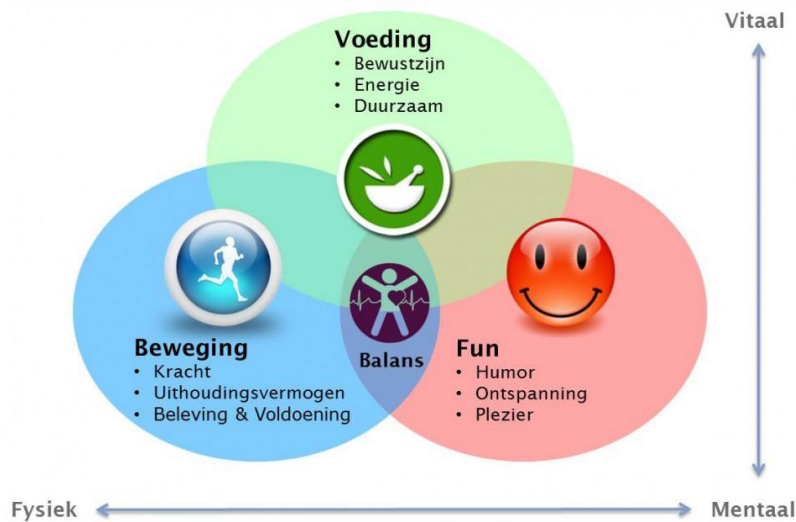 Vitaal
Voeding
• Bewustzijn
• Energie
• Duurzaam
Beweging
• Kracht
• Uithoudingsvermogen
• Beleving & Voldoening
Balans
Fun
• Humor
• Ontspanning
• Plezier
Fysiek
Mentaal